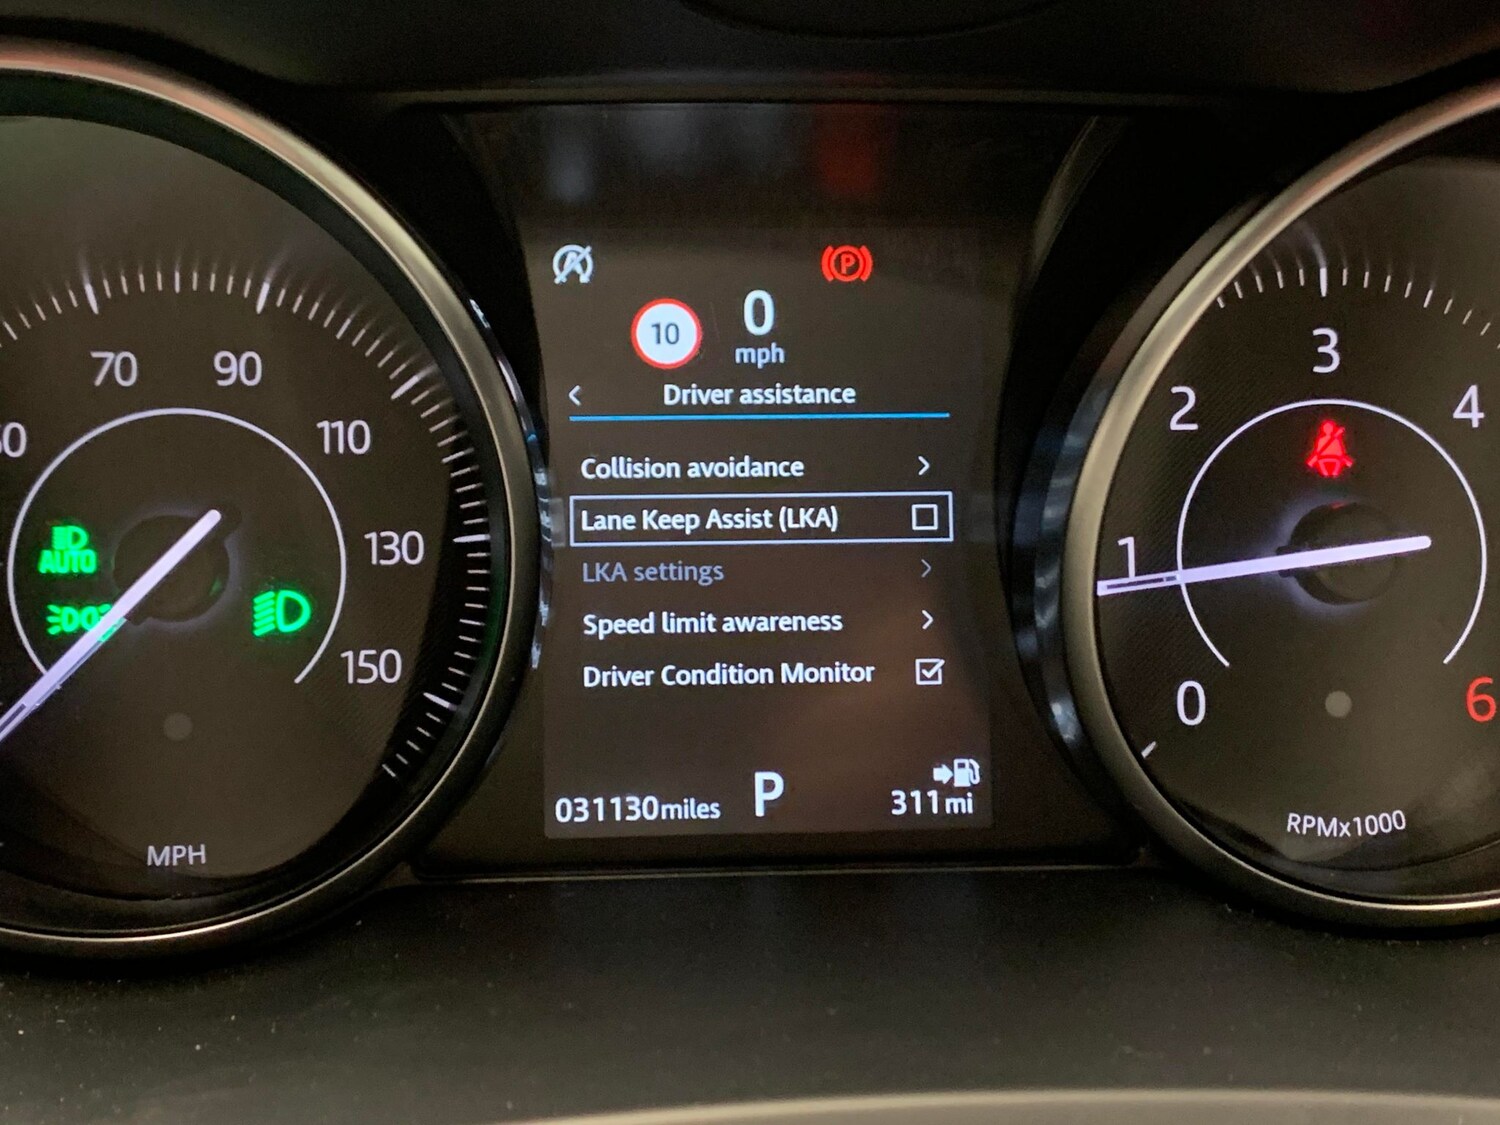 10
0
mph
<
Driver assistance
Collision avoidance >
Lane Keep Assist (LKA)
LKA settings >
Speed limit awareness >
Driver Condition Monitor
031130miles
P
311mi
70
90
110
130
150
AUTO
MPH
0
1
2
3
4
6
RPMx1000
A
P